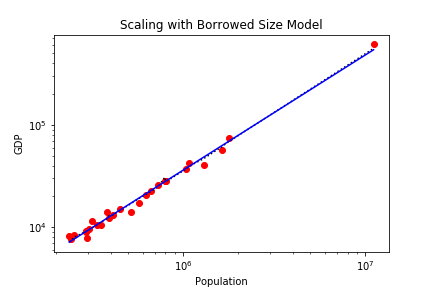 Scaling with Borrowed Size Model
GDP
10⁵
10⁴
10⁶
10⁷
Population